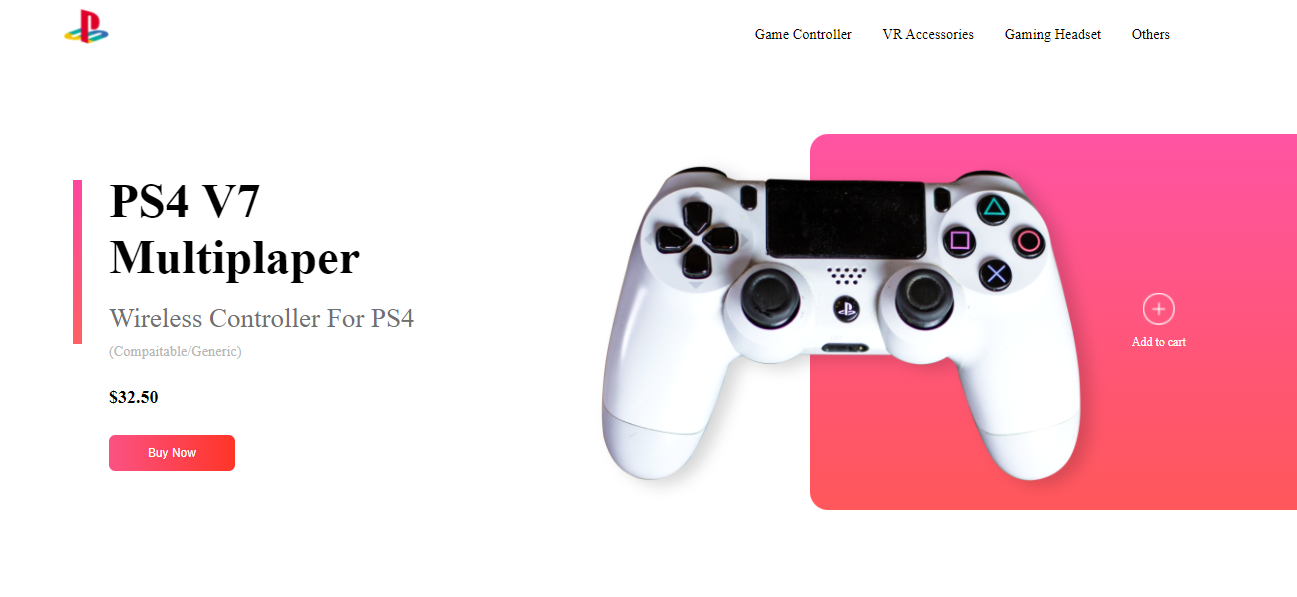 Game Controller VR Accessories Gaming Headset Others
PS4 V7
Multiplaper
Wireless Controller For PS4
(Compaitable/Generic)
$32.50
Buy Now
Add to cart